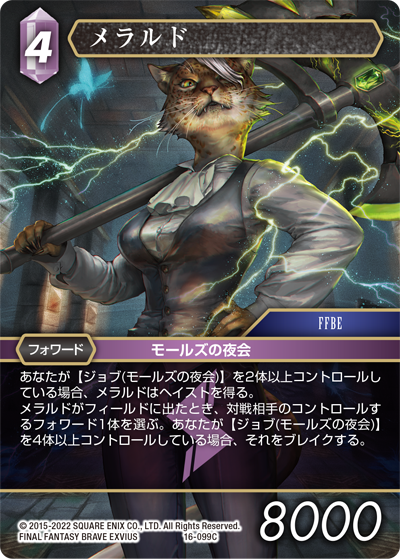 4
メラルド
FFBE
フォワード
モールズの夜会
あなたが【ジョブ(モールズの夜会)】を2体以上コントロールし
ている場合、メラルドはヘイストを得る。
メラルドがフィールドに出たとき、対戦相手のコントロールす
るフォワード1体を選ぶ。あなたが【ジョブ(モールズの夜会)】
を4体以上コントロールしている場合、それをブレイクする。
© 2015-2022 SQUARE ENIX CO., LTD. All Rights Reserved.
FINAL FANTASY BRAVE EXVIUS
16-099C
8000